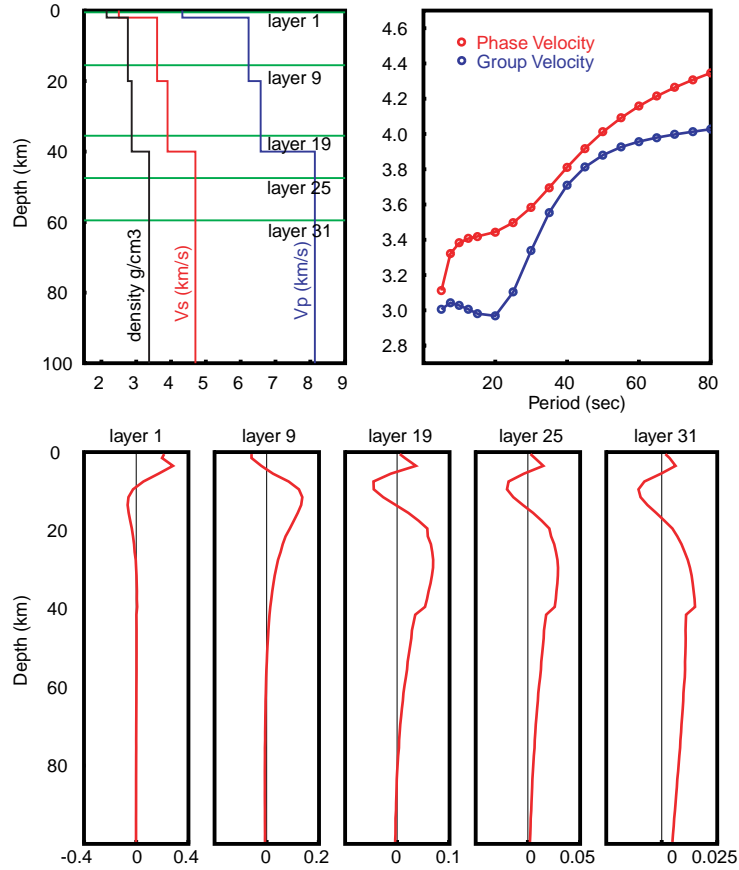 0
20
40
60
80
100
Depth (km)
layer 1
layer 9
layer 19
layer 25
layer 31
density g/cm3
Vs (km/s)
Vp (km/s)
2 3 4 5 6 7 8 9
4.6
4.4
4.2
4.0
3.8
3.6
3.4
3.2
3.0
2.8
Phase Velocity
Group Velocity
20 40 60 80
Period (sec)
layer 1 layer 9 layer 19 layer 25 layer 31
0
20
40
60
80
Depth (km)
-0.4 0 0.4 0 0.2 0 0.1 0 0.05 0 0.025